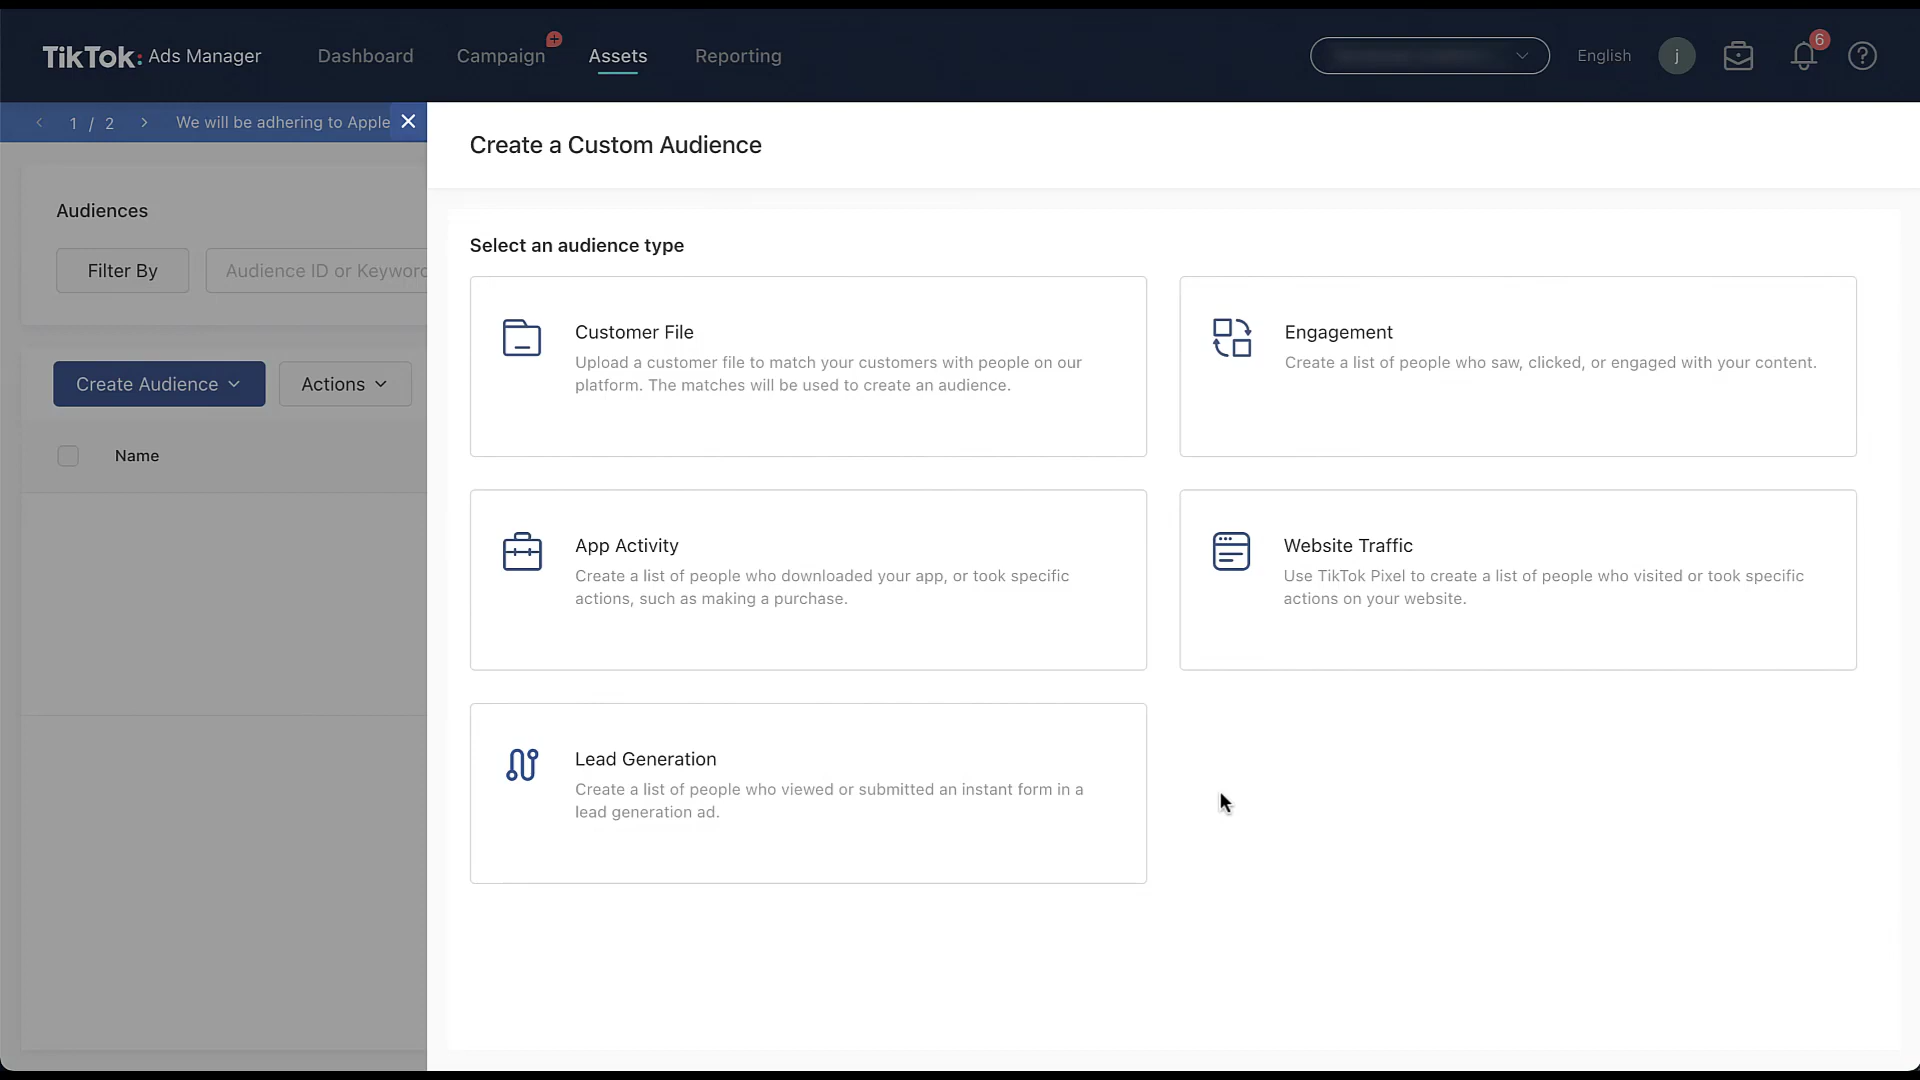 TikTok: Ads Manager
Dashboard
Campaign
Assets
Reporting
English
j
6
1 / 2
We will be adhering to Apple
Create a Custom Audience
Audiences
Filter By
Audience ID or Keyword
Create Audience
Actions
Name
Select an audience type
Customer File
Upload a customer file to match your customers with people on our
platform. The matches will be used to create an audience.
Engagement
Create a list of people who saw, clicked, or engaged with your content.
App Activity
Create a list of people who downloaded your app, or took specific
actions, such as making a purchase.
Website Traffic
Use TikTok Pixel to create a list of people who visited or took specific
actions on your website.
Lead Generation
Create a list of people who viewed or submitted an instant form in a
lead generation ad.